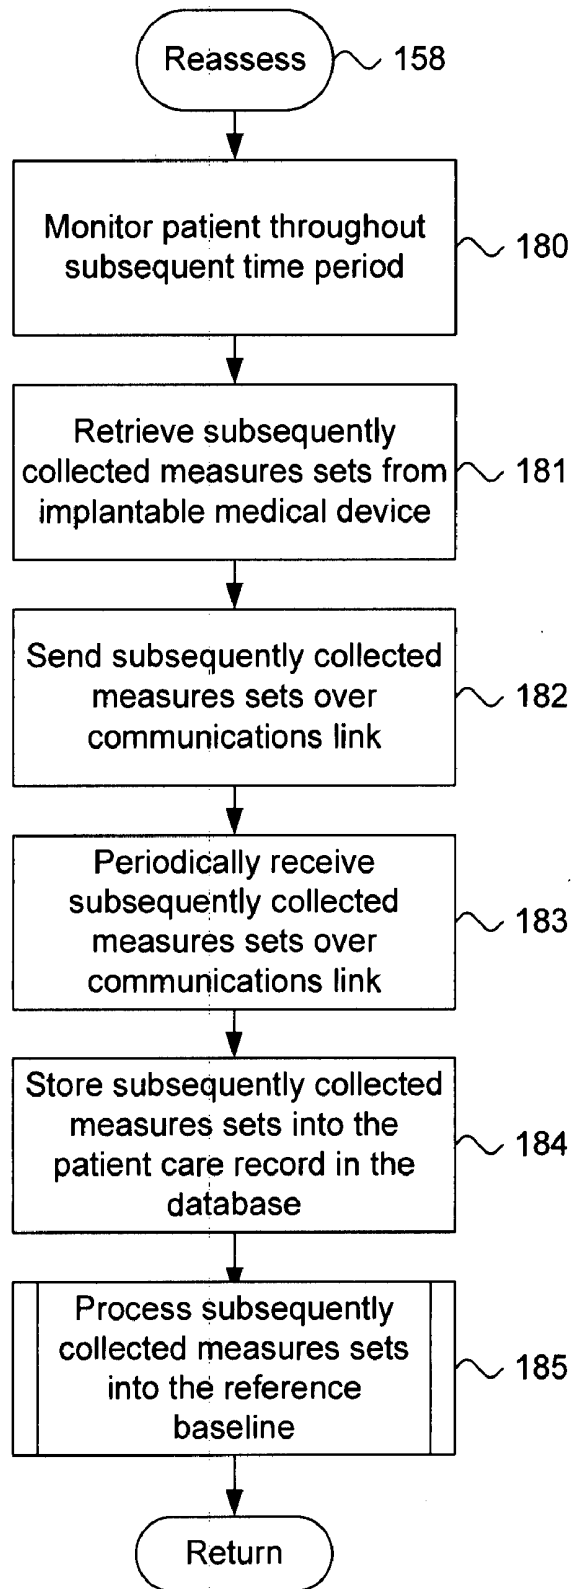 Reassess 158
Monitor patient throughout
subsequent time period
180
Retrieve subsequently
collected measures sets from
implantable medical device
181
Send subsequently collected
measures sets over
communications link
182
Periodically receive
subsequently collected
measures sets over
communications link
183
Store subsequently collected
measures sets into the
patient care record in the
database
184
Process subsequently
collected measures sets
into the reference
baseline
185
Return